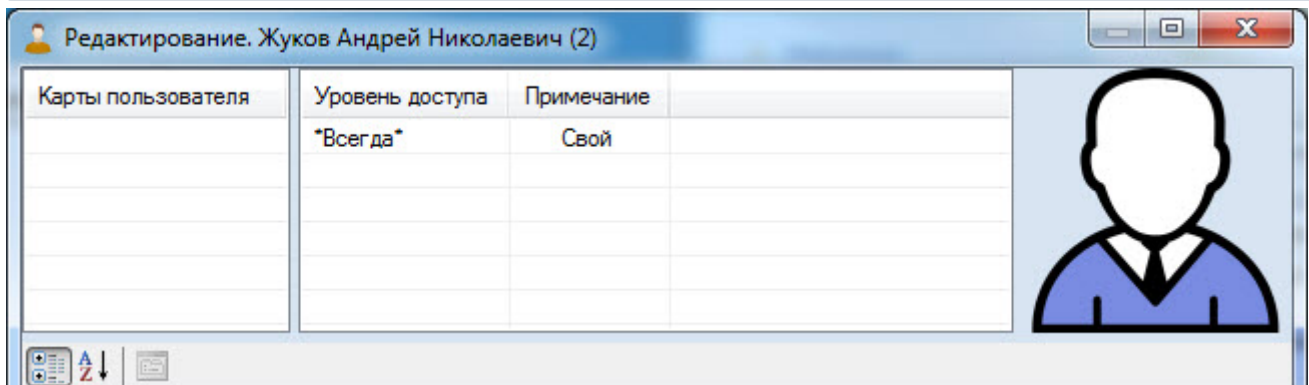 Редактирование. Жуков Андрей Николаевич (2)
Карты пользователя Уровень доступа Примечание
*Всегда* Свой
A
Z